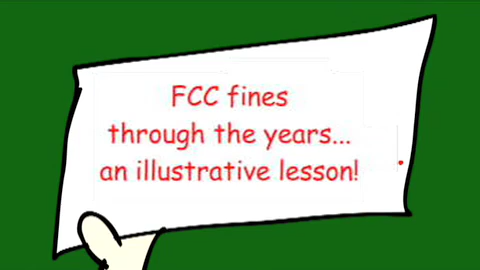 FCC fines
through the years...
an illustrative lesson!